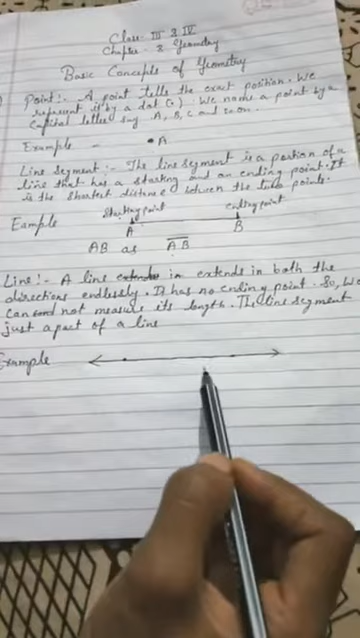 Class- III & IV
Chapter - 2 Geometry
Basic Concepts of Geometry
Point:- A point tells the exact position. We
represent it by a dot (.). We name a point by a
Capital letter say A, B, C and so on.
Example - •A
Line Segment:- The line segment is a portion of a
line that has a starting and an ending point. It
is the shortest distance between the two points.
Starting point ending point
Eample
A B
AB as AB
Line:- A line in extends in both the
directions endlessly. It has no ending point. So, We
can not measure its length. The line segment
just a part of a line
Example